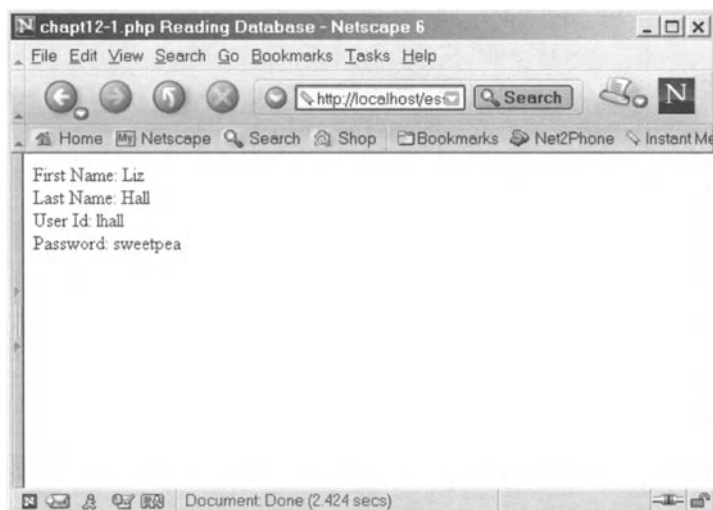 N chapt12-1.php Reading Database - Netscape 6
File Edit View Search Go Bookmarks Tasks Help
http://localhost/es Search N
Home My Netscape Search Shop Bookmarks Net2Phone Instant Me
First Name: Liz
Last Name: Hall
User Id: lhall
Password: sweetpea
N Document: Done (2.424 secs)